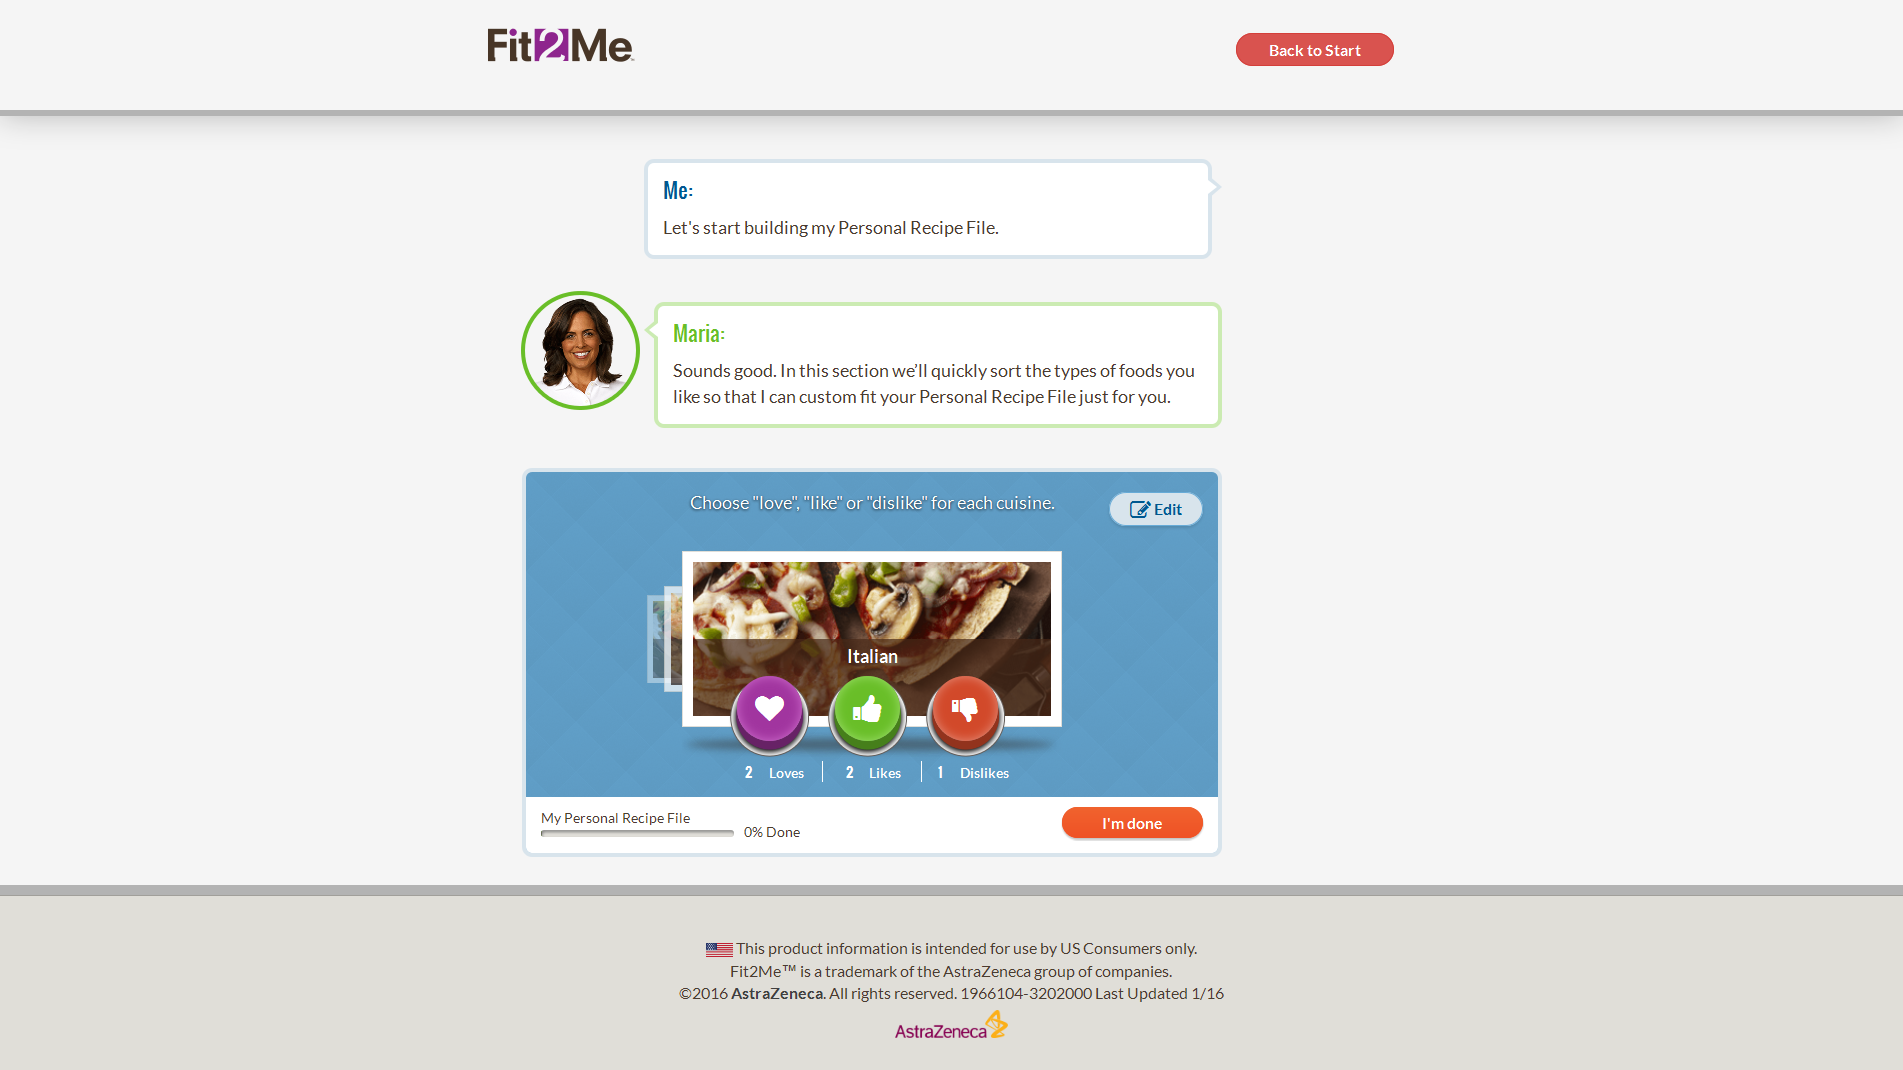 Fit2Me™
Back to Start
Me:
Let's start building my Personal Recipe File.
Maria:
Sounds good. In this section we’ll quickly sort the types of foods you
like so that I can custom fit your Personal Recipe File just for you.
Choose "love", "like" or "dislike" for each cuisine.
Edit
Italian
2 Loves
2 Likes
1 Dislikes
My Personal Recipe File
0% Done
I'm done
This product information is intended for use by US Consumers only.
Fit2Me™ is a trademark of the AstraZeneca group of companies.
©2016 AstraZeneca. All rights reserved. 1966104-3202000 Last Updated 1/16
AstraZeneca